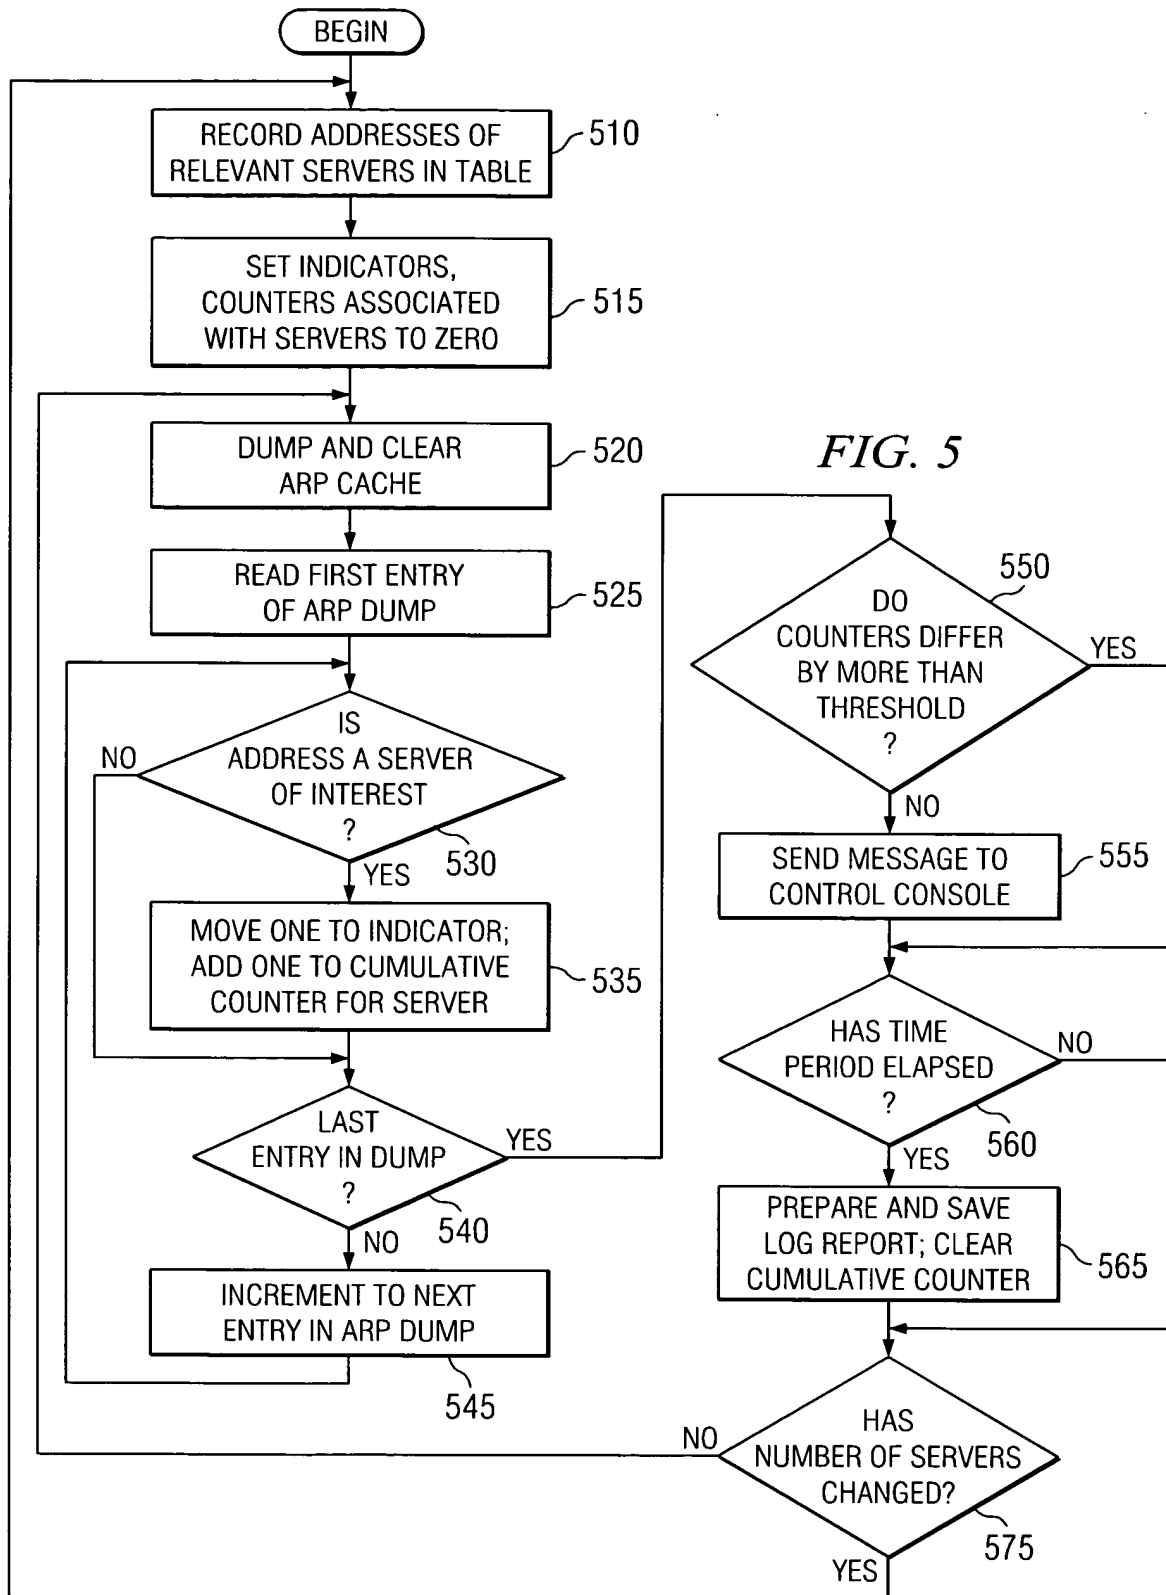 BEGIN
RECORD ADDRESSES OF
RELEVANT SERVERS IN TABLE
510
SET INDICATORS,
COUNTERS ASSOCIATED
WITH SERVERS TO ZERO
515
DUMP AND CLEAR
ARP CACHE
520
READ FIRST ENTRY
OF ARP DUMP
525
IS
ADDRESS A SERVER
OF INTEREST
?
NO
530
YES
MOVE ONE TO INDICATOR;
ADD ONE TO CUMULATIVE
COUNTER FOR SERVER
535
LAST
ENTRY IN DUMP
?
YES
540
NO
INCREMENT TO NEXT
ENTRY IN ARP DUMP
545
FIG. 5
550
DO
COUNTERS DIFFER
BY MORE THAN
THRESHOLD
?
YES
NO
SEND MESSAGE TO
CONTROL CONSOLE
555
HAS TIME
PERIOD ELAPSED
?
NO
560
YES
PREPARE AND SAVE
LOG REPORT; CLEAR
CUMULATIVE COUNTER
565
HAS
NUMBER OF SERVERS
CHANGED?
NO
575
YES